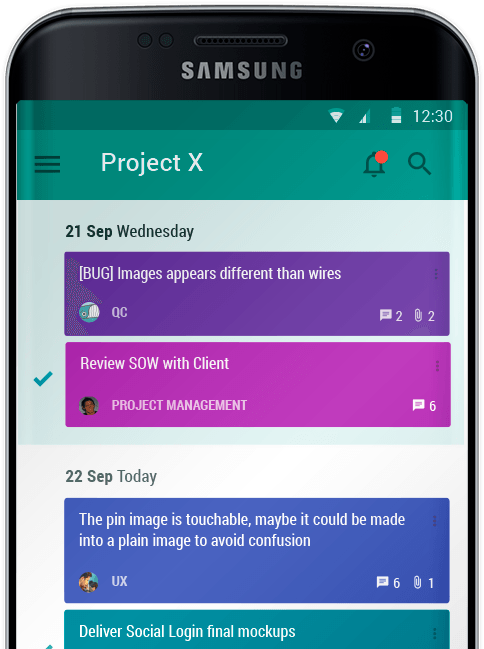 SAMSUNG
12:30
Project X
21 Sep Wednesday
[BUG] Images appears different than wires
QC
2 2
Review SOW with Client
PROJECT MANAGEMENT
6
22 Sep Today
The pin image is touchable, maybe it could be made
into a plain image to avoid confusion
UX
6 1
Deliver Social Login final mockups